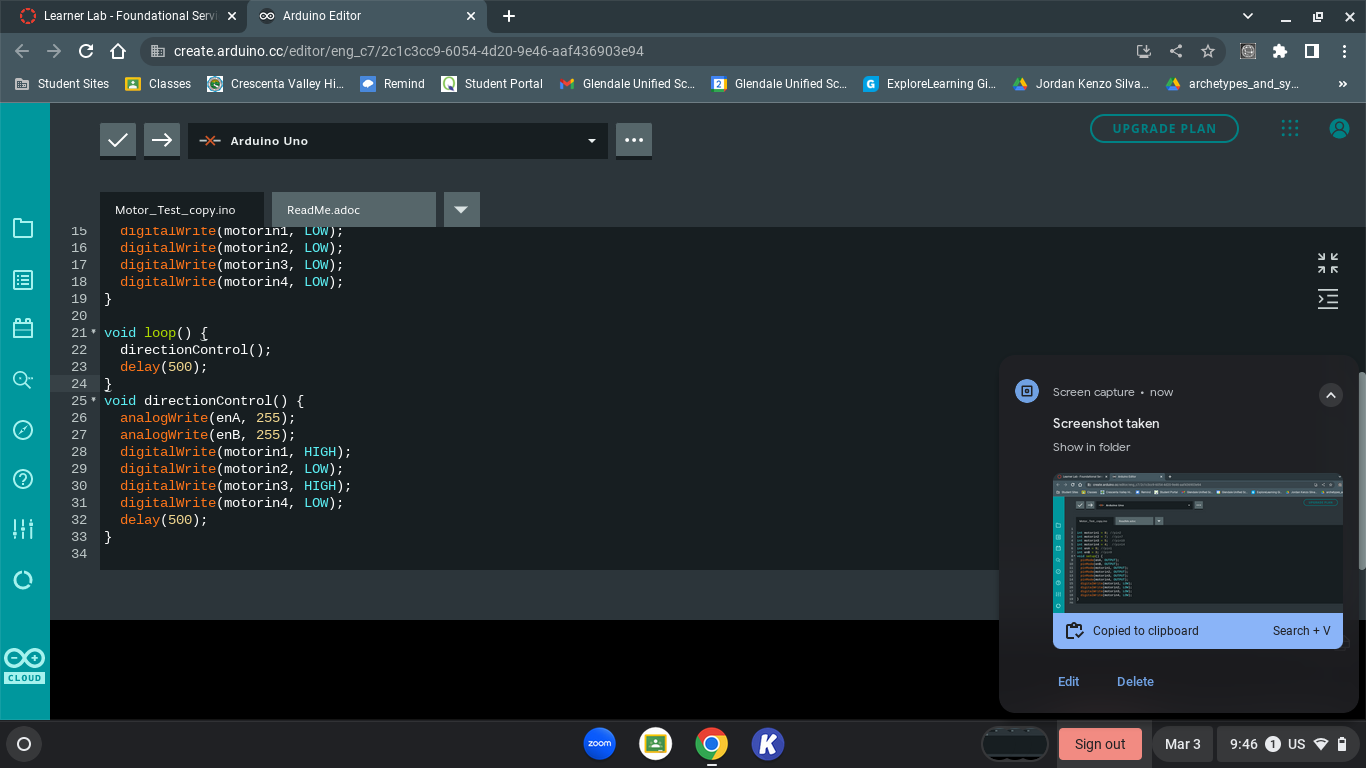 Learner Lab - Foundational Servi
Arduino Editor
create.arduino.cc/editor/eng_c7/2c1c3cc9-6054-4d20-9e46-aaf436903e94
Student Sites
Classes
Crescenta Valley Hi...
Remind
Student Portal
Glendale Unified Sc...
Glendale Unified Sc...
ExploreLearning Gi...
Jordan Kenzo Silva...
archetypes_and_sy...
»
Arduino Uno
UPGRADE PLAN
Motor_Test_copy.ino
ReadMe.adoc
15 digitalWrite(motorin1, LOW);
16 digitalWrite(motorin2, LOW);
17 digitalWrite(motorin3, LOW);
18 digitalWrite(motorin4, LOW);
19 }
20
21 void loop() {
22 directionControl();
23 delay(500);
24 }
25 void directionControl() {
26 analogWrite(enA, 255);
27 analogWrite(enB, 255);
28 digitalWrite(motorin1, HIGH);
29 digitalWrite(motorin2, LOW);
30 digitalWrite(motorin3, HIGH);
31 digitalWrite(motorin4, LOW);
32 delay(500);
33 }
34
CLOUD
Screen capture • now
Screenshot taken
Show in folder
Copied to clipboard
Search + V
Edit
Delete
zoom
K
Sign out
Mar 3
9:46 1 US